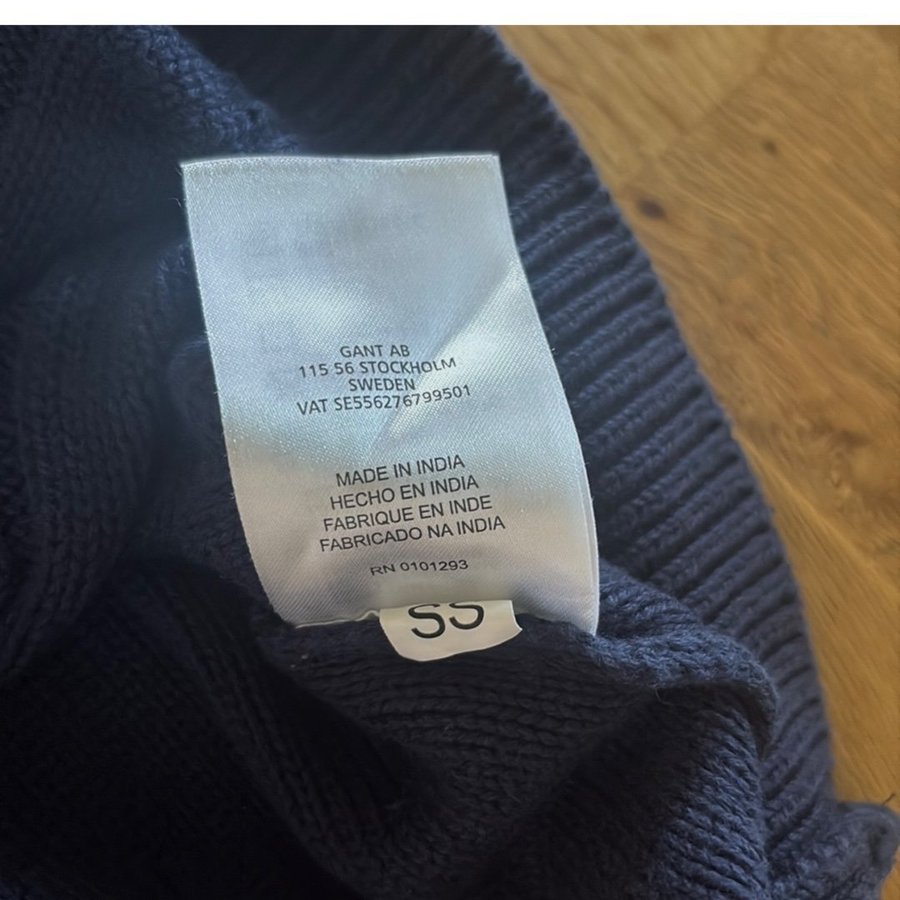 GANT AB
115 56 STOCKHOLM
SWEDEN
VAT SE556276799501
MADE IN INDIA
HECHO EN INDIA
FABRIQUE EN INDE
FABRICADO NA INDIA
RN 0101293
SS